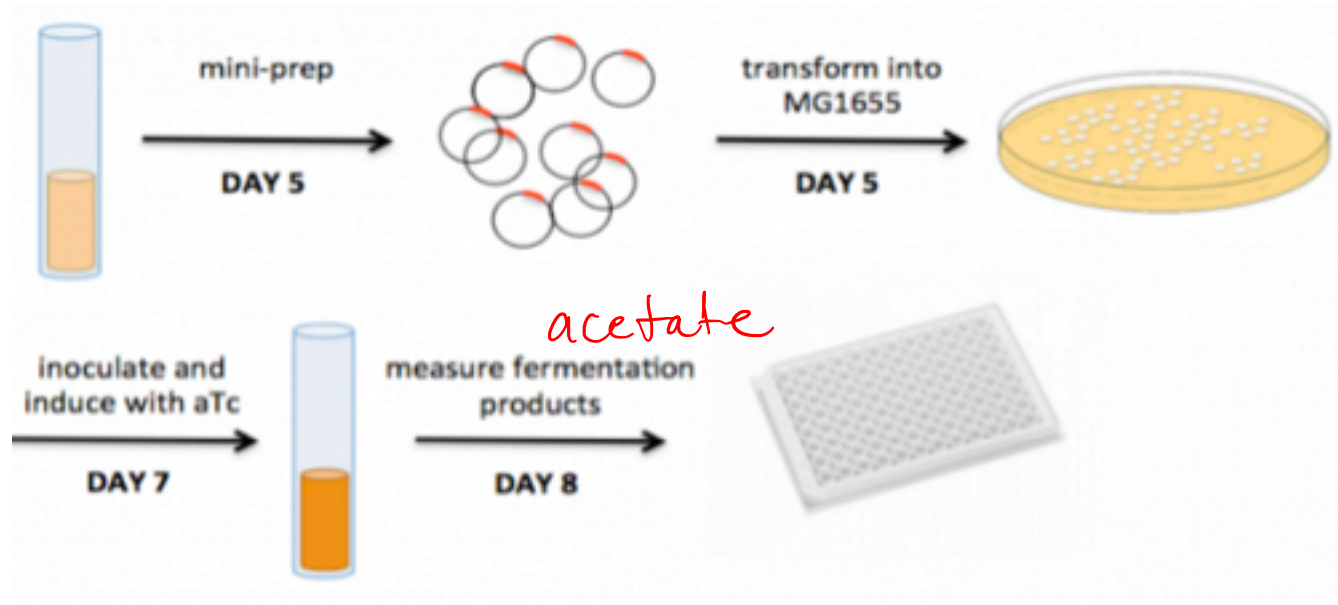 mini-prep
DAY 5
transform into
MG1655
DAY 5
acetate
inoculate and
induce with aTc
DAY 7
measure fermentation
products
DAY 8